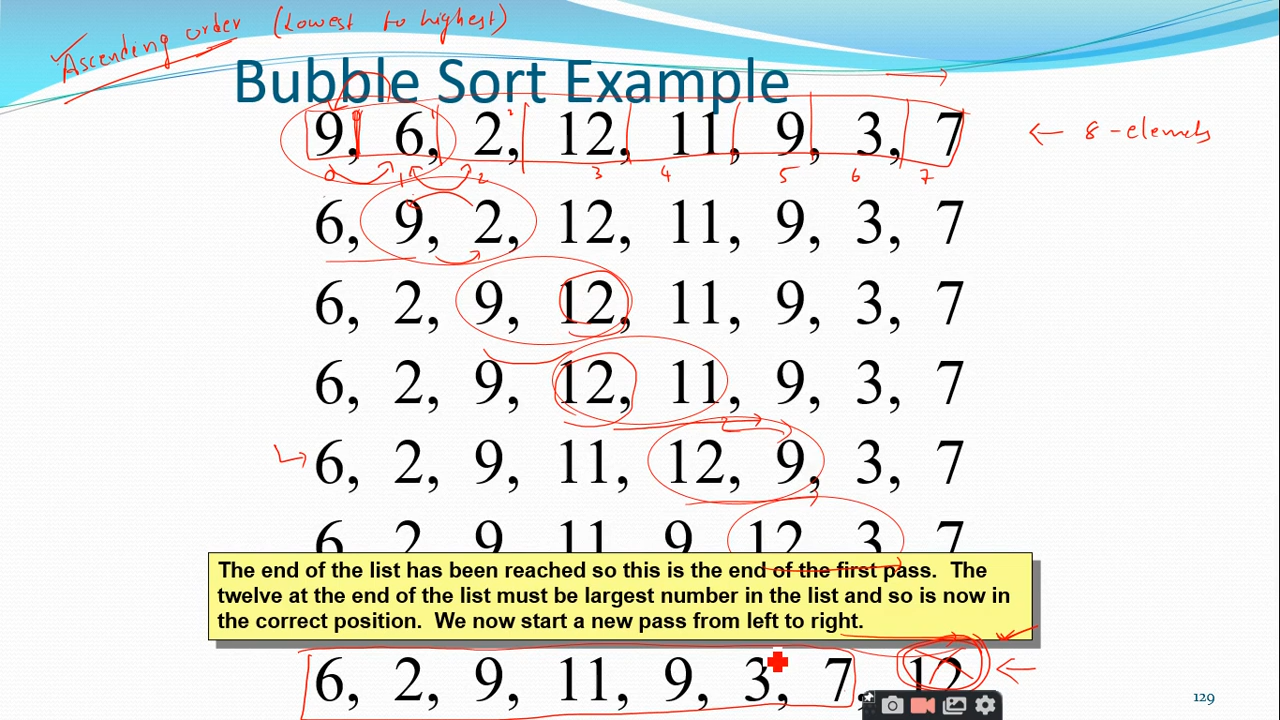 Ascending order (Lowest to highest)
Bubble Sort Example
9, 6, 2, 12, 11, 9, 3, 7
← 8-elements
0 1 2 3 4 5 6 7
6, 9, 2, 12, 11, 9, 3, 7
6, 2, 9, 12, 11, 9, 3, 7
6, 2, 9, 12, 11, 9, 3, 7
6, 2, 9, 11, 12, 9, 3, 7
6, 2, 9, 11, 9, 12, 3, 7
The end of the list has been reached so this is the end of the first pass. The
twelve at the end of the list must be largest number in the list and so is now in
the correct position. We now start a new pass from left to right.
6, 2, 9, 11, 9, 3, 7, 12
129